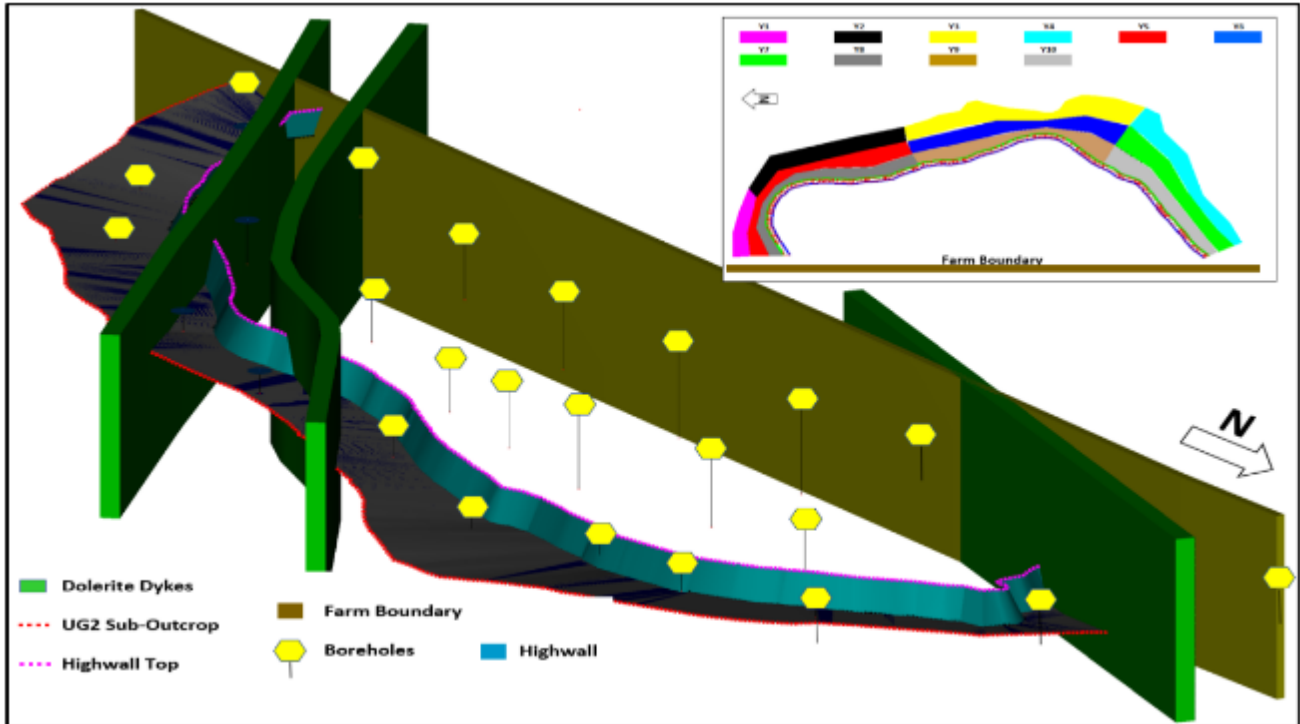 Y1 Y2 Y3 Y4 Y5 Y6
Y7 Y8 Y9 Y10
N
Farm Boundary
N
Dolerite Dykes
UG2 Sub-Outcrop
Highwall Top
Farm Boundary
Boreholes
Highwall